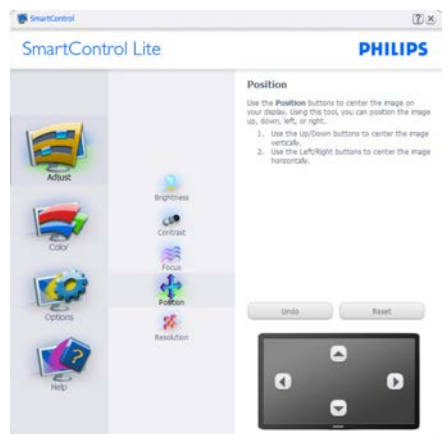 SmartControl
SmartControl Lite
PHILIPS
Adjust
Color
Options
Help
Brightness
Contrast
Focus
Position
Resolution
Position
Use the Position buttons to center the image on
your display. Using this tool, you can position the image
up, down, left, or right.
1. Use the Up/Down buttons to center the image
vertically.
2. Use the Left/Right buttons to center the image
horizontally.
Undo
Reset